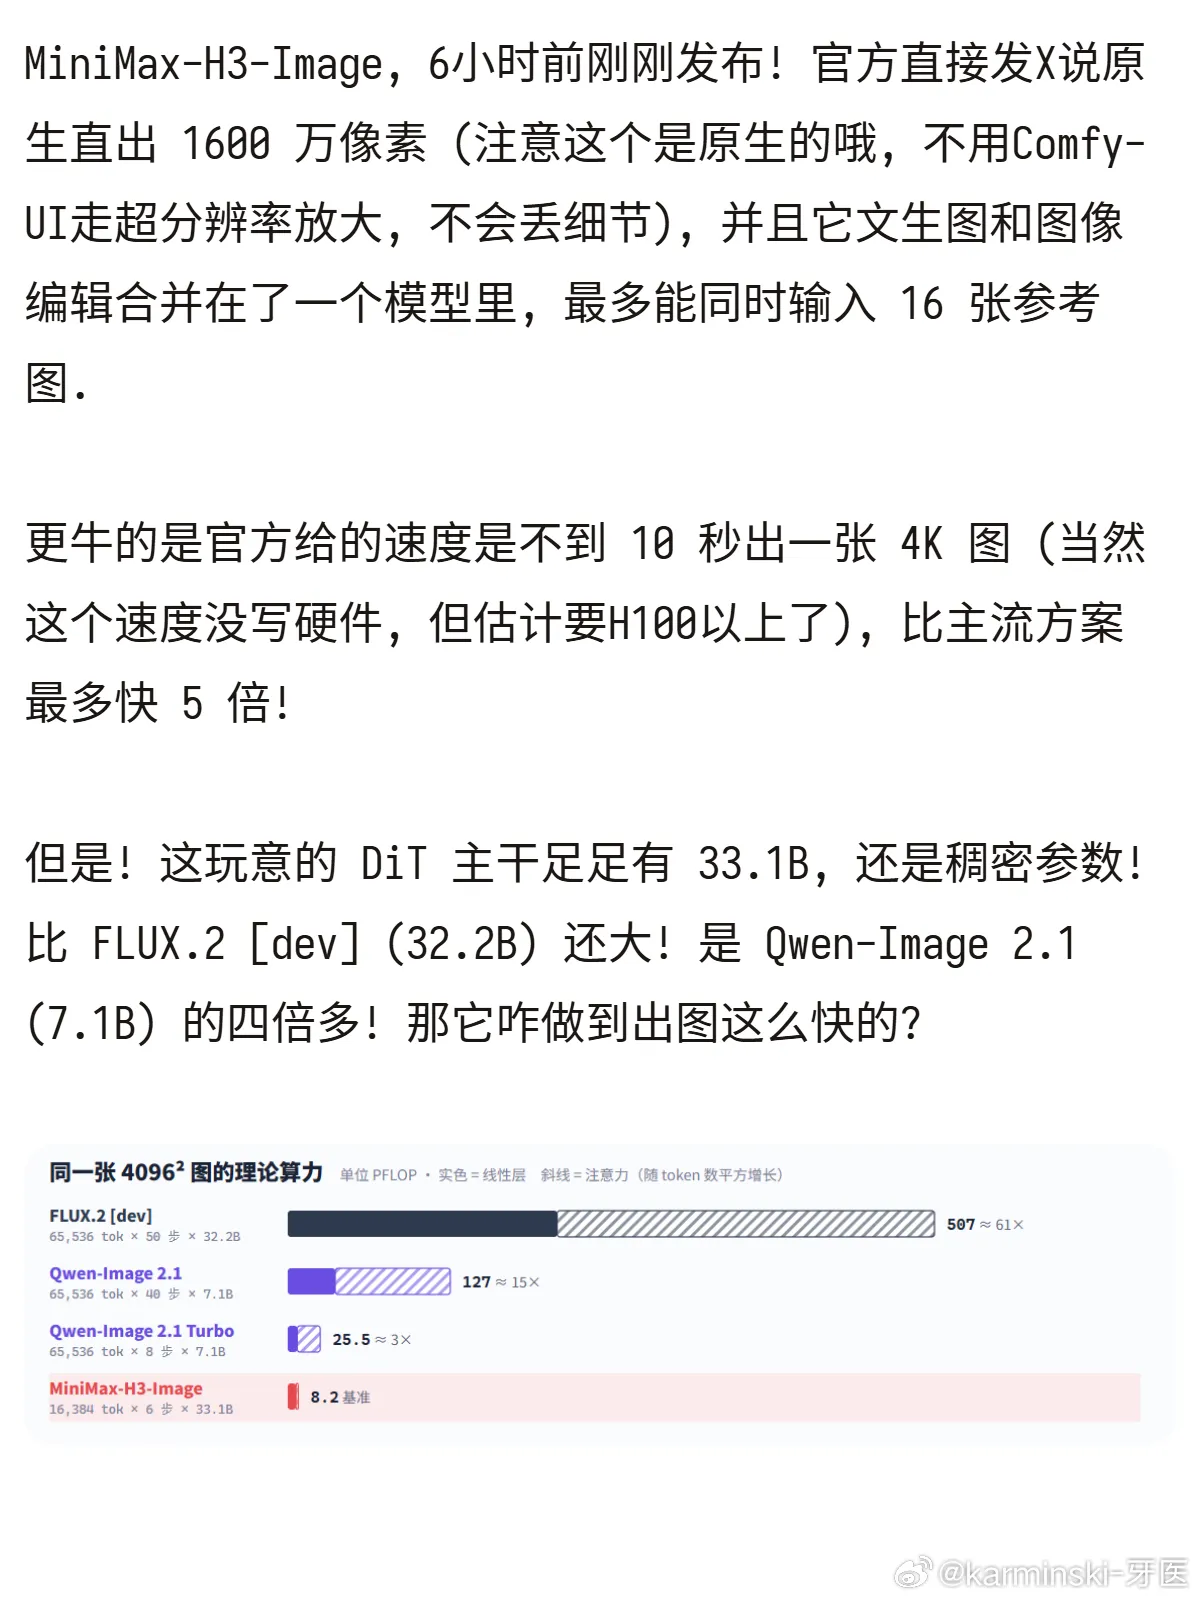 MiniMax-H3-Image, 6小时前刚刚发布! 官方直接发X说原
生直出 1600 万像素 (注意这个是原生的哦, 不用Comfy-
UI走超分辨率放大, 不会丢细节), 并且它文生图和图像
编辑合并在了一个模型里, 最多能同时输入 16 张参考
图.
更牛的是官方给的速度是不到 10 秒出一张 4K 图 (当然
这个速度没写硬件, 但估计要H100以上了), 比主流方案
最多快 5 倍!
但是! 这玩意的 DiT 主干足足有 33.1B, 还是稠密参数!
比 FLUX.2 [dev] (32.2B) 还大! 是 Qwen-Image 2.1
(7.1B) 的四倍多! 那它咋做到出图这么快的?
同一张 4096² 图的理论算力 单位 PFLOP · 实色 = 线性层 斜线 = 注意力 (随 token 数平方增长)
FLUX.2 [dev]
65,536 tok × 50 步 × 32.2B
507 ≈ 61×
Qwen-Image 2.1
65,536 tok × 40 步 × 7.1B
127 ≈ 15×
Qwen-Image 2.1 Turbo
65,536 tok × 8 步 × 7.1B
25.5 ≈ 3×
MiniMax-H3-Image
16,384 tok × 6 步 × 33.1B
8.2 基准
@karminski-牙医